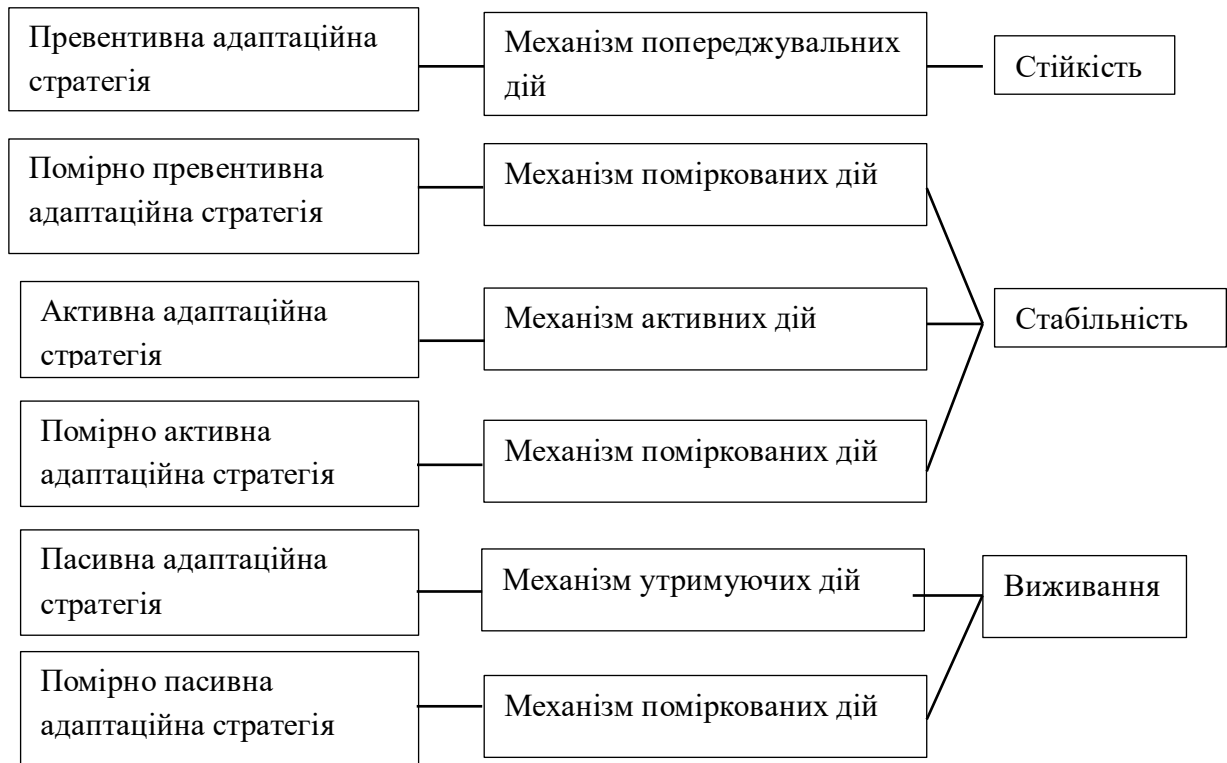 Превентивна адаптаційна
стратегія
Механізм попереджувальних
дій
Стійкість
Помірно превентивна
адаптаційна стратегія
Механізм поміркованих дій
Активна адаптаційна
стратегія
Механізм активних дій
Стабільність
Помірно активна
адаптаційна стратегія
Механізм поміркованих дій
Пасивна адаптаційна
стратегія
Механізм утримуючих дій
Виживання
Помірно пасивна
адаптаційна стратегія
Механізм поміркованих дій